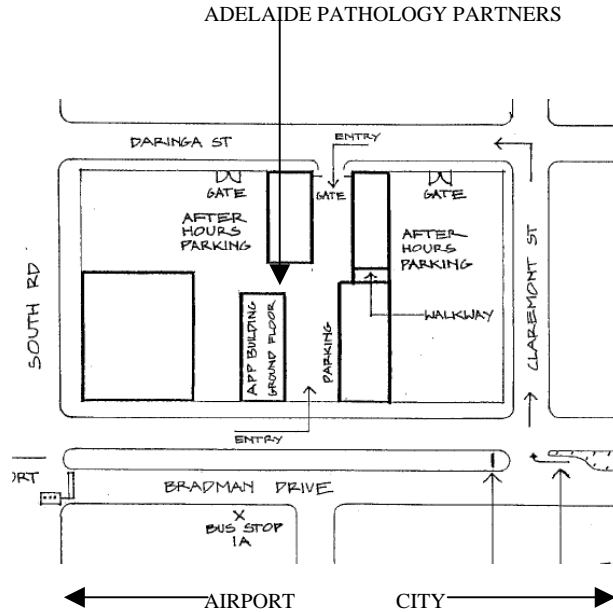 ADELAIDE PATHOLOGY PARTNERS
DARINGA ST
ENTRY
GATE
GATE
GATE
AFTER
HOURS
PARKING
AFTER
HOURS
PARKING
SOUTH RD
WALKWAY
CLAREMONT ST
APP BUILDING
GROUND FLOOR
PARKING
ENTRY
BRADMAN DRIVE
X
BUS STOP
1A
AIRPORT
CITY